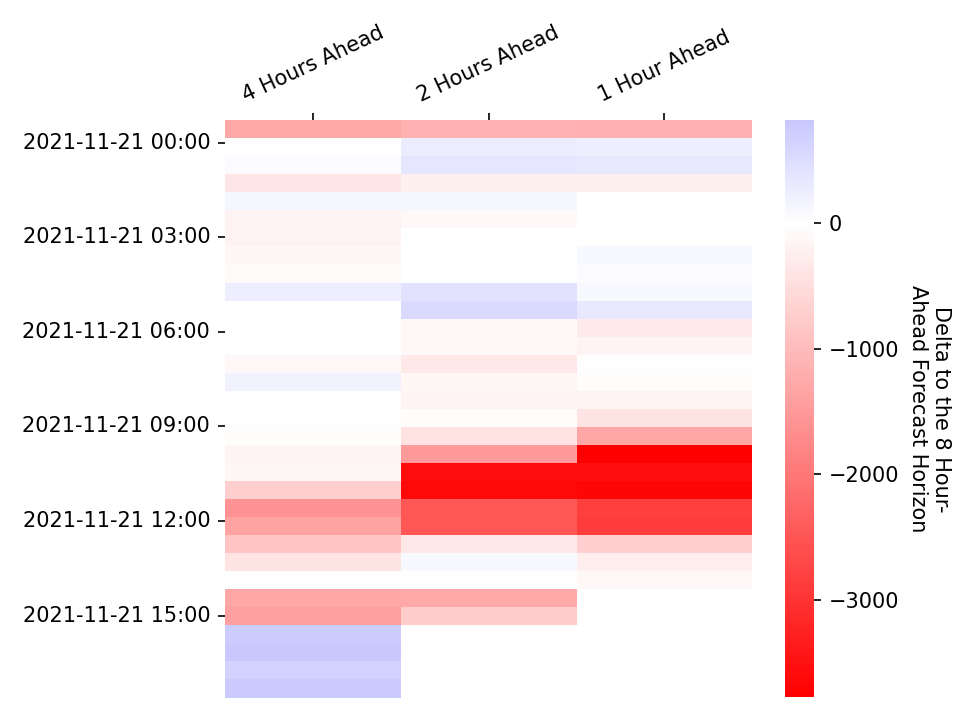 4 Hours Ahead
2 Hours Ahead
1 Hour Ahead
2021-11-21 00:00
2021-11-21 03:00
2021-11-21 06:00
2021-11-21 09:00
2021-11-21 12:00
2021-11-21 15:00
0
−1000
−2000
−3000
Delta to the 8 Hour-
Ahead Forecast Horizon